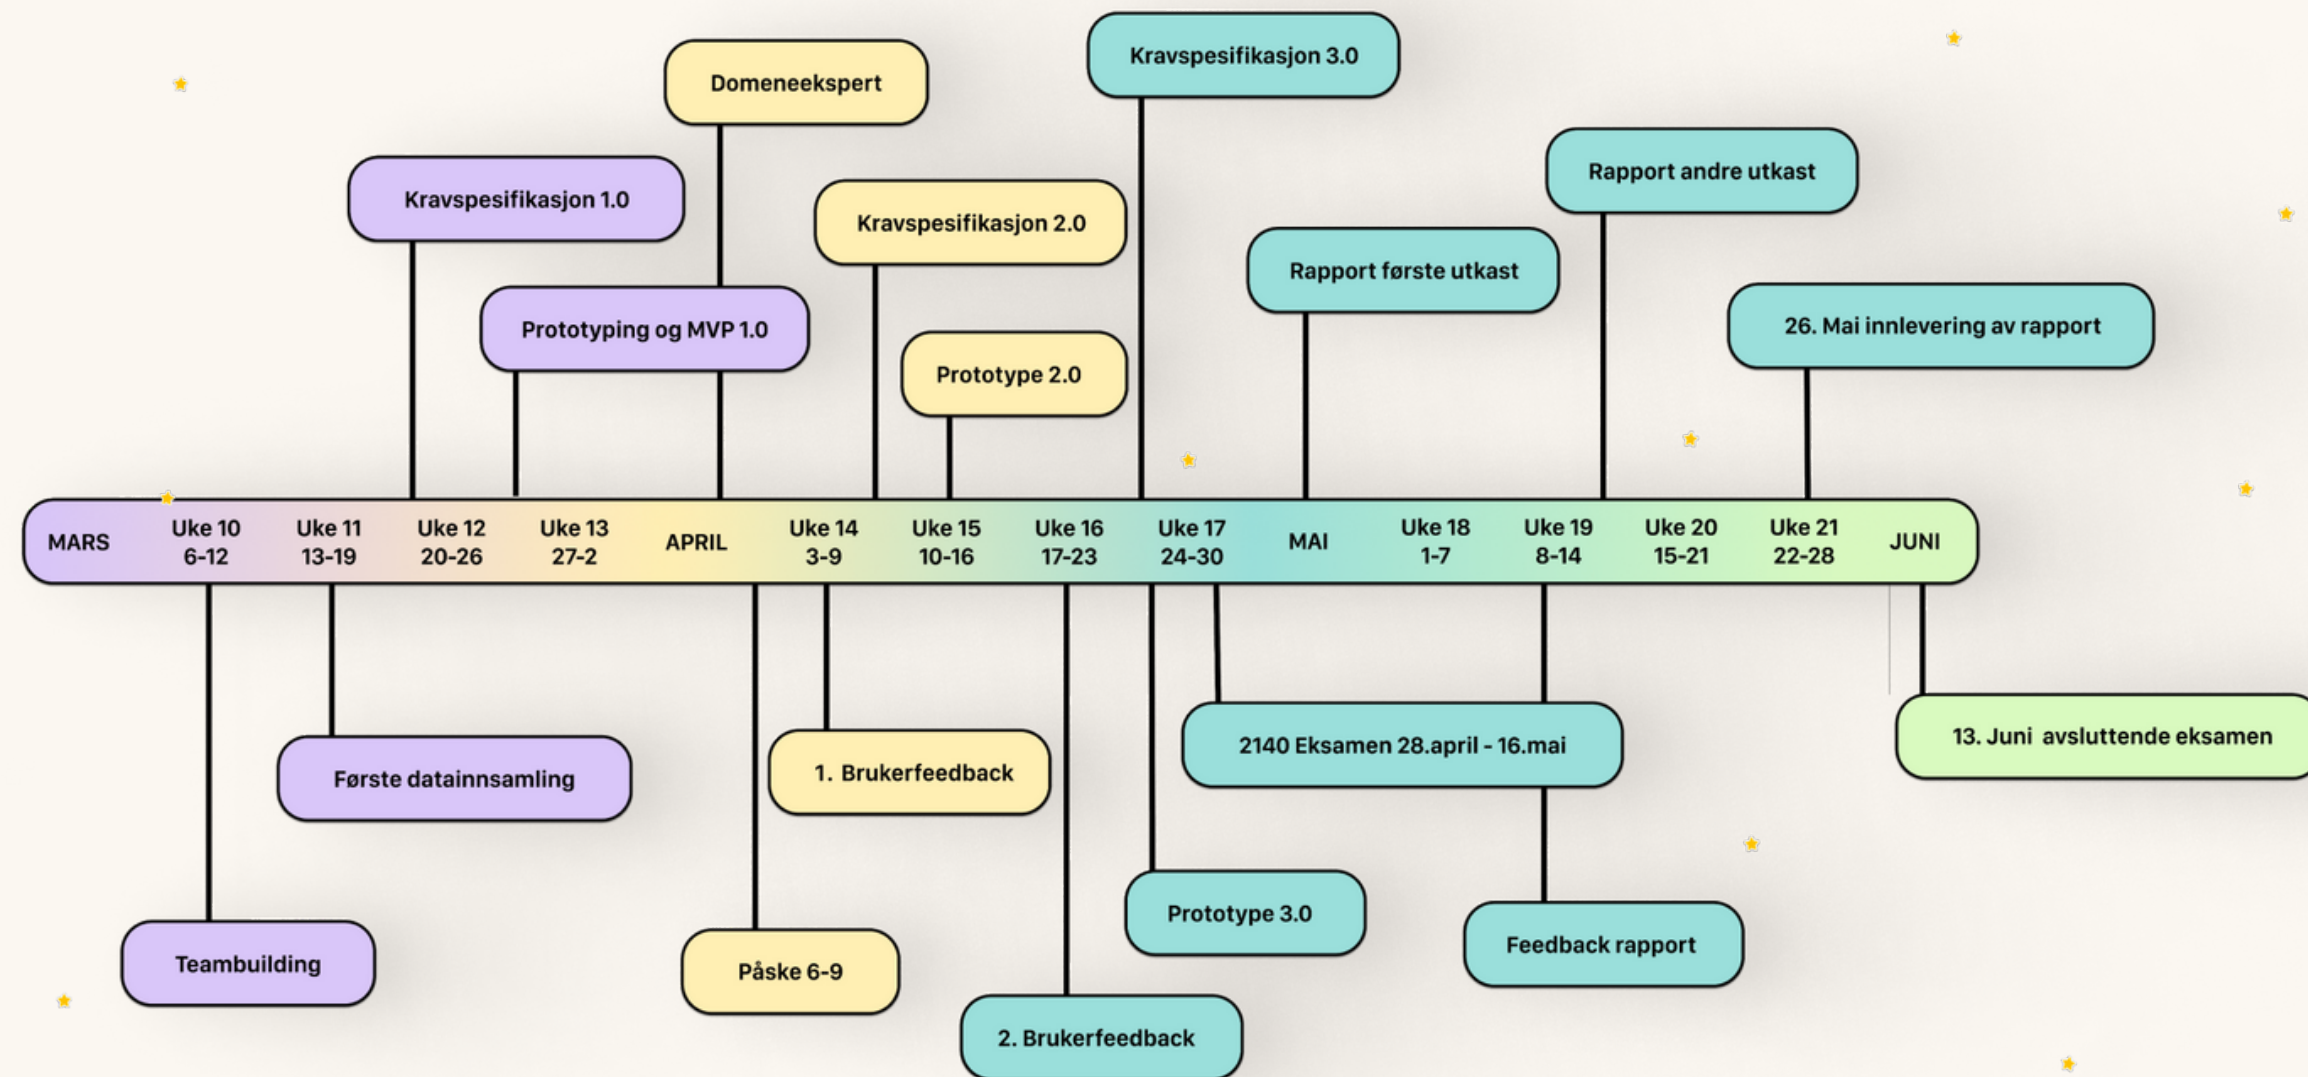 Kravspesifikasjon 3.0
Domeneekspert
Rapport andre utkast
Kravspesifikasjon 1.0
Kravspesifikasjon 2.0
Rapport første utkast
Prototyping og MVP 1.0
26. Mai innlevering av rapport
Prototype 2.0
MARS
Uke 10
6-12
Uke 11
13-19
Uke 12
20-26
Uke 13
27-2
APRIL
Uke 14
3-9
Uke 15
10-16
Uke 16
17-23
Uke 17
24-30
MAI
Uke 18
1-7
Uke 19
8-14
Uke 20
15-21
Uke 21
22-28
JUNI
2140 Eksamen 28.april - 16.mai
13. Juni avsluttende eksamen
1. Brukerfeedback
Første datainnsamling
Prototype 3.0
Feedback rapport
Teambuilding
Påske 6-9
2. Brukerfeedback